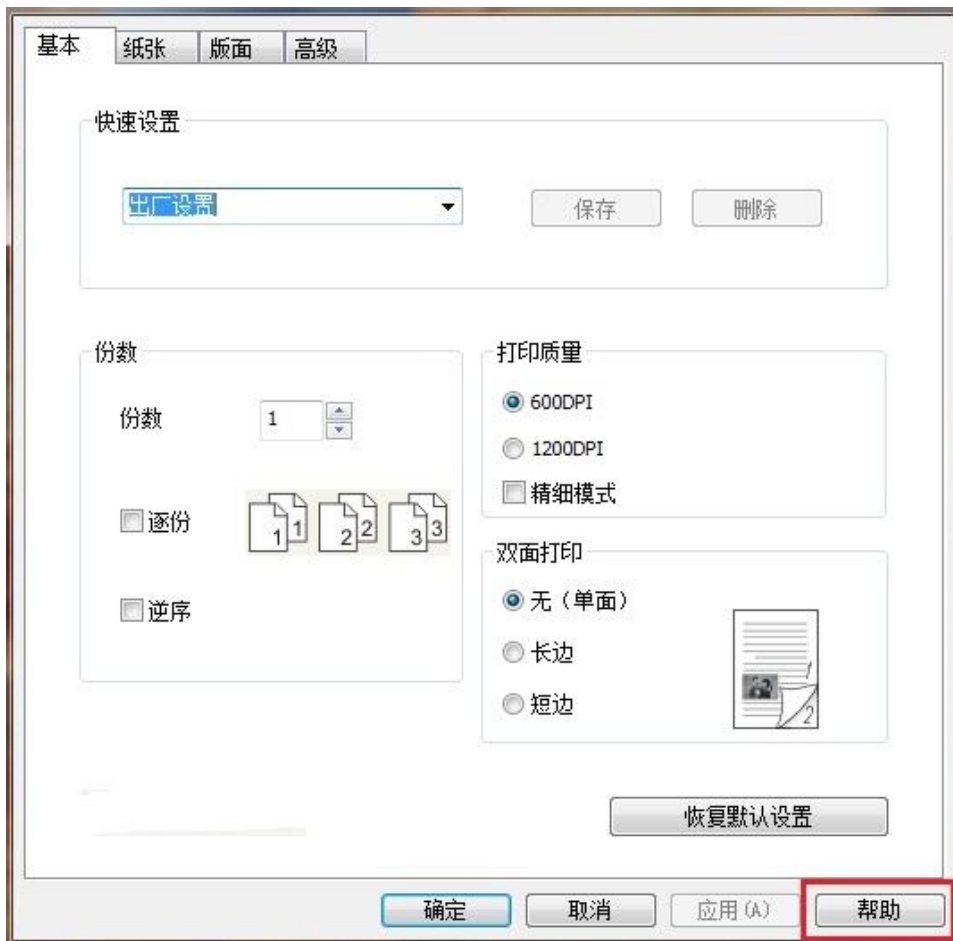 基本 纸张 版面 高级
快速设置
出厂设置 保存 删除
份数
份数 1
逐份 1 1 2 2 3 3
逆序
打印质量
600DPI
1200DPI
精细模式
双面打印
无（单面）
长边
短边
1
2
恢复默认设置
确定 取消 应用(A) 帮助